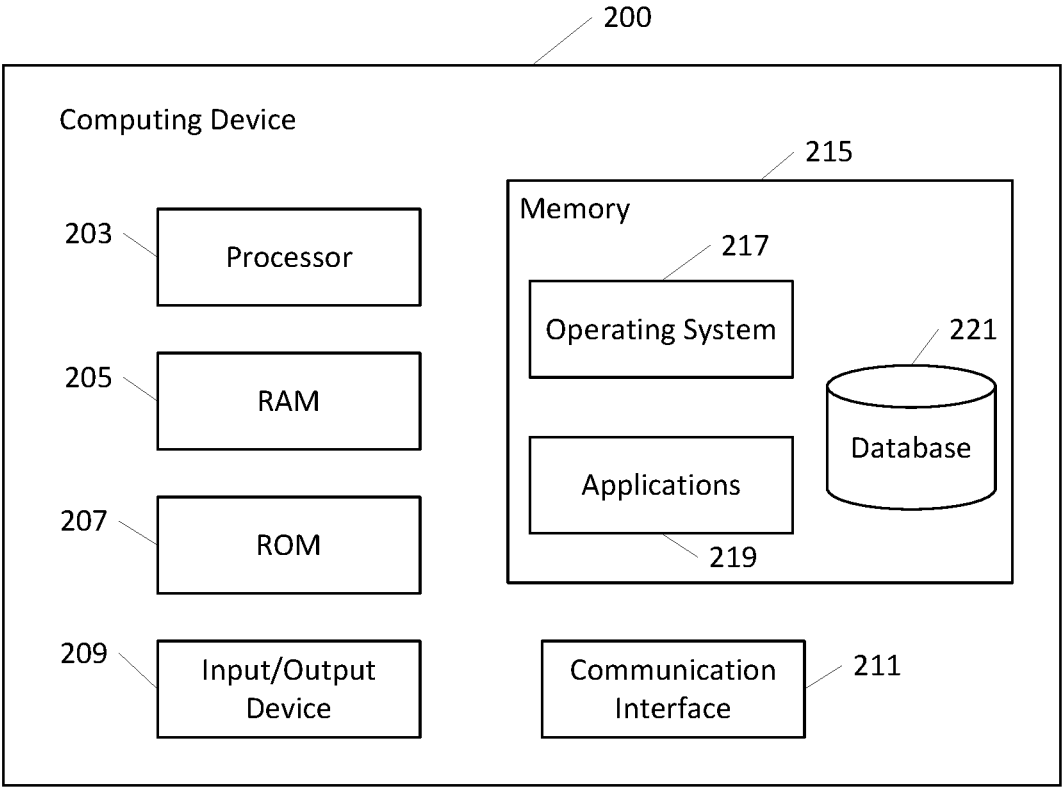 200
Computing Device
215
Memory
203
Processor
217
Operating System
221
205
RAM
Database
Applications
207
ROM
219
209
Input/Output
Device
Communication
Interface
211